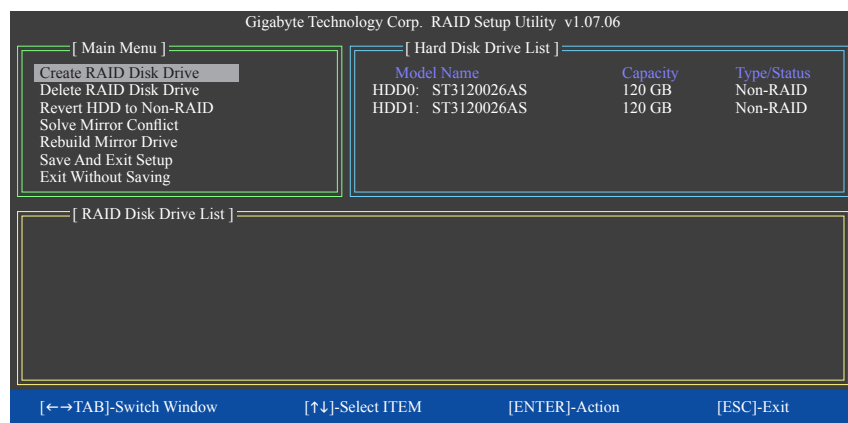 Gigabyte Technology Corp. RAID Setup Utility v1.07.06
[ Main Menu ]
Create RAID Disk Drive
Delete RAID Disk Drive
Revert HDD to Non-RAID
Solve Mirror Conflict
Rebuild Mirror Drive
Save And Exit Setup
Exit Without Saving
[ Hard Disk Drive List ]
Model Name Capacity Type/Status
HDD0: ST3120026AS 120 GB Non-RAID
HDD1: ST3120026AS 120 GB Non-RAID
[ RAID Disk Drive List ]
[←→TAB]-Switch Window [↑↓]-Select ITEM [ENTER]-Action [ESC]-Exit